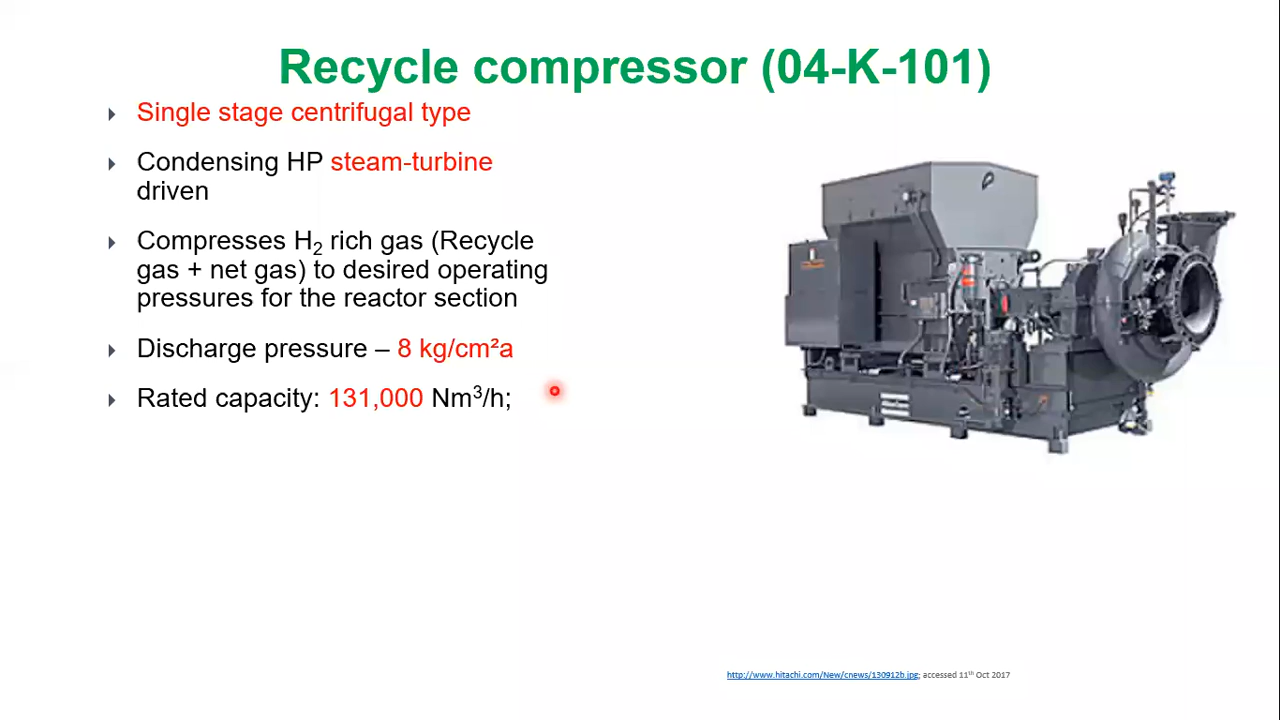 Recycle compressor (04-K-101)
Single stage centrifugal type
Condensing HP steam-turbine
driven
Compresses H₂ rich gas (Recycle
gas + net gas) to desired operating
pressures for the reactor section
Discharge pressure – 8 kg/cm²a
Rated capacity: 131,000 Nm³/h;
http://www.hitachi.com/New/cnews/130912b.jpg; accessed 11th Oct 2017